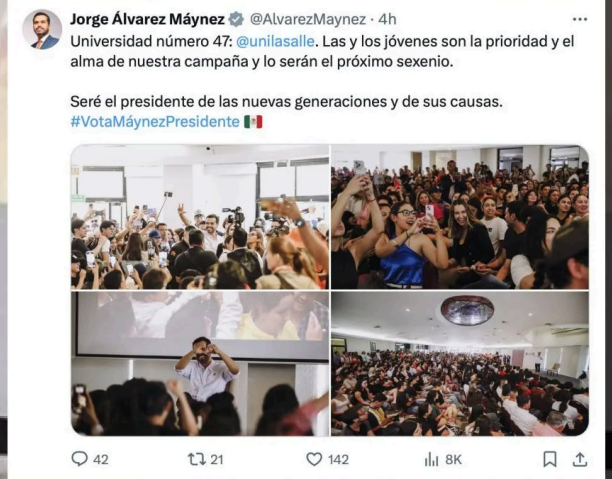 Jorge Álvarez Máynez @AlvarezMaynez · 4h
Universidad número 47: @unilasalle. Las y los jóvenes son la prioridad y el
alma de nuestra campaña y lo serán el próximo sexenio.
Seré el presidente de las nuevas generaciones y de sus causas.
#VotaMáynezPresidente 🇲🇽
42 21 142 8K